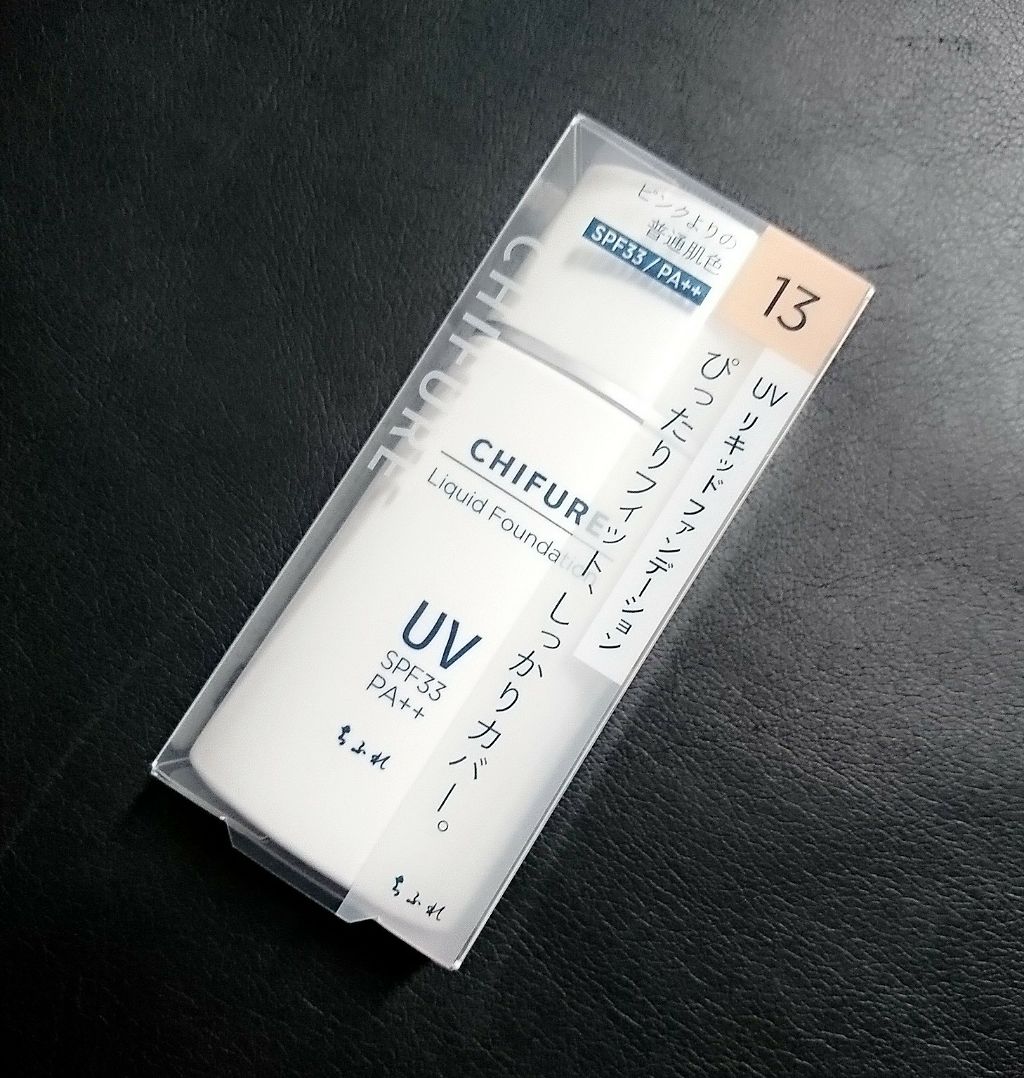 ピンクよりの
普通肌色
SPF33/PA++
13
UV リキッドファンデーション
ぴったりフィット、しっかりカバー。
ちふれ
CHIFURE
CHIFURE
Liquid Foundation
UV
SPF33
PA++
ちふれ